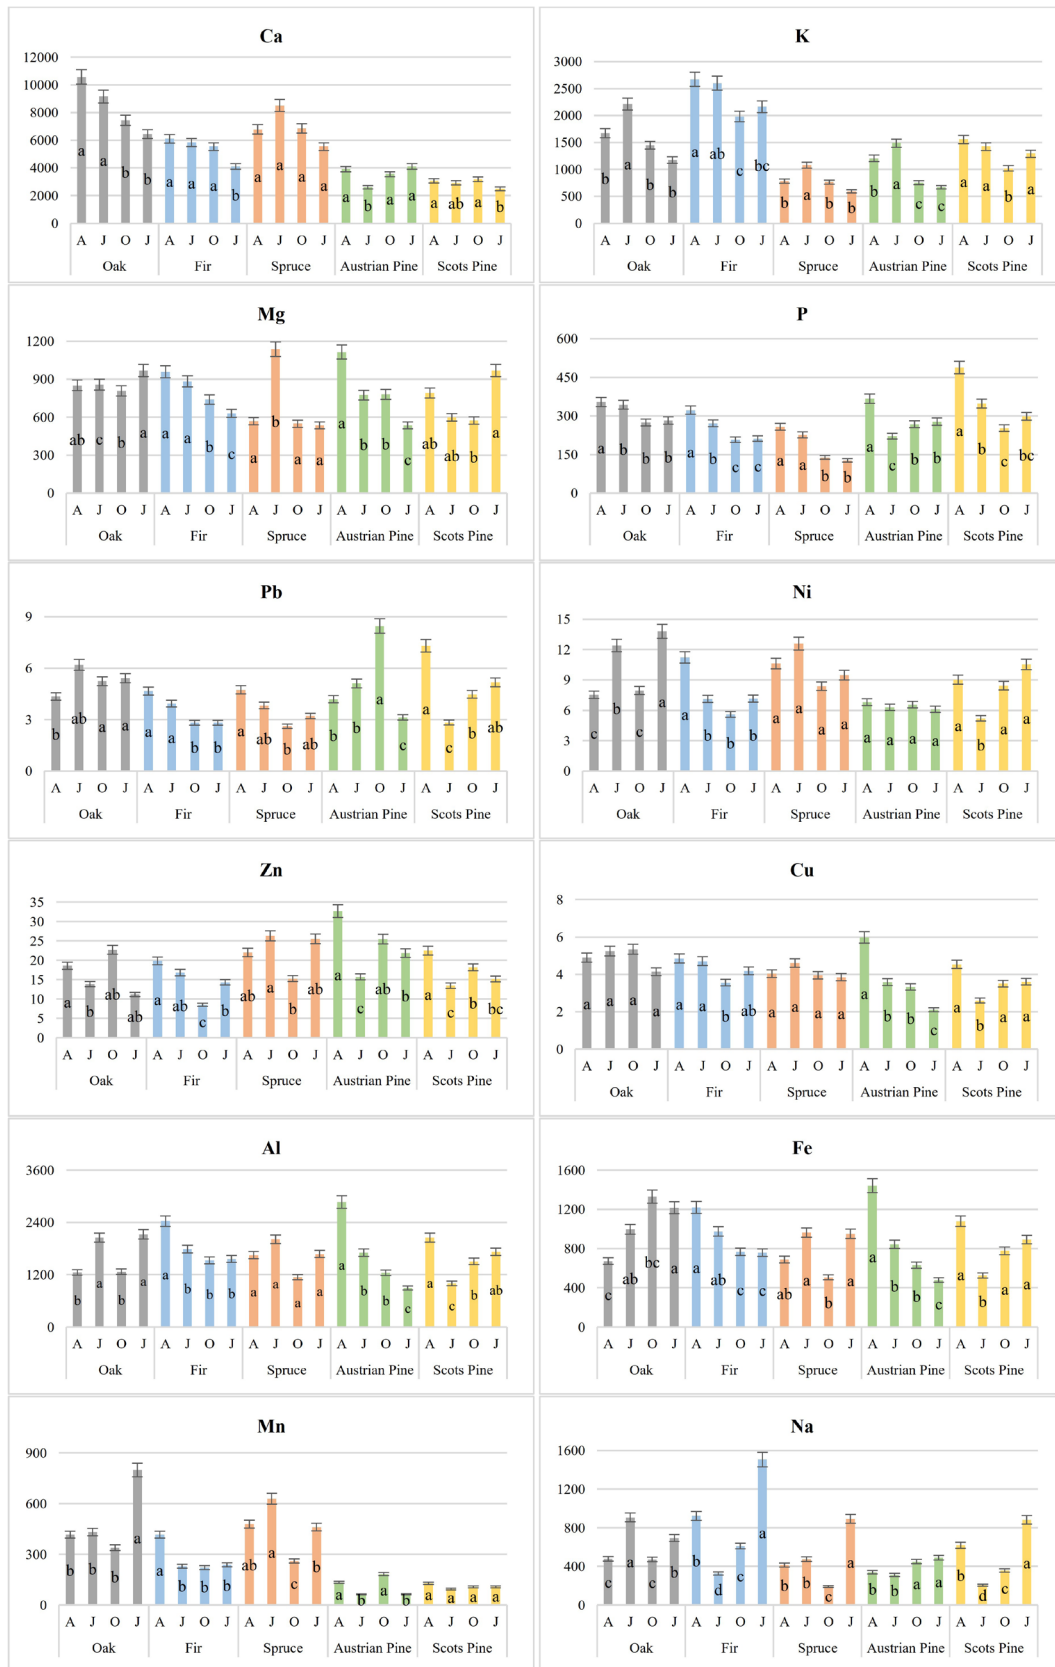 Ca
12000
10000
8000
6000
4000
2000
0
a a b b a a a b a a a a a b a a a ab a b
A J O J A J O J A J O J A J O J A J O J
Oak Fir Spruce Austrian Pine Scots Pine
K
3000
2500
2000
1500
1000
500
0
b a b b a ab c bc b a b b b a c c a a b a
A J O J A J O J A J O J A J O J A J O J
Oak Fir Spruce Austrian Pine Scots Pine
Mg
1200
900
600
300
0
ab c b a a a b c a b a a a b b c ab ab b a
A J O J A J O J A J O J A J O J A J O J
Oak Fir Spruce Austrian Pine Scots Pine
P
600
450
300
150
0
a b b b a b c c a a b b a c b b a b c bc
A J O J A J O J A J O J A J O J A J O J
Oak Fir Spruce Austrian Pine Scots Pine
Pb
9
6
3
0
b ab a a a a b b a ab b ab b b a c a c b ab
A J O J A J O J A J O J A J O J A J O J
Oak Fir Spruce Austrian Pine Scots Pine
Ni
15
12
9
6
3
0
c b c a a b b b a a a a a a a a a b a a
A J O J A J O J A J O J A J O J A J O J
Oak Fir Spruce Austrian Pine Scots Pine
Zn
35
30
25
20
15
10
5
0
a b ab ab a ab c b ab a b ab a c ab b a c b bc
A J O J A J O J A J O J A J O J A J O J
Oak Fir Spruce Austrian Pine Scots Pine
Cu
8
6
4
2
0
a a a a a a b ab a a a a a b b c a b a a
A J O J A J O J A J O J A J O J A J O J
Oak Fir Spruce Austrian Pine Scots Pine
Al
3600
2400
1200
0
b a b a a b b b a a a a a b b c a c b ab
A J O J A J O J A J O J A J O J A J O J
Oak Fir Spruce Austrian Pine Scots Pine
Fe
1600
1200
800
400
0
c ab bc a a ab c c ab a b a a b b c a b a a
A J O J A J O J A J O J A J O J A J O J
Oak Fir Spruce Austrian Pine Scots Pine
Mn
900
600
300
0
b b b a a b b b ab a c b a b a b a a a a
A J O J A J O J A J O J A J O J A J O J
Oak Fir Spruce Austrian Pine Scots Pine
Na
1600
1200
800
400
0
c a c b b d c a b b c a b b a a b d c a
A J O J A J O J A J O J A J O J A J O J
Oak Fir Spruce Austrian Pine Scots Pine